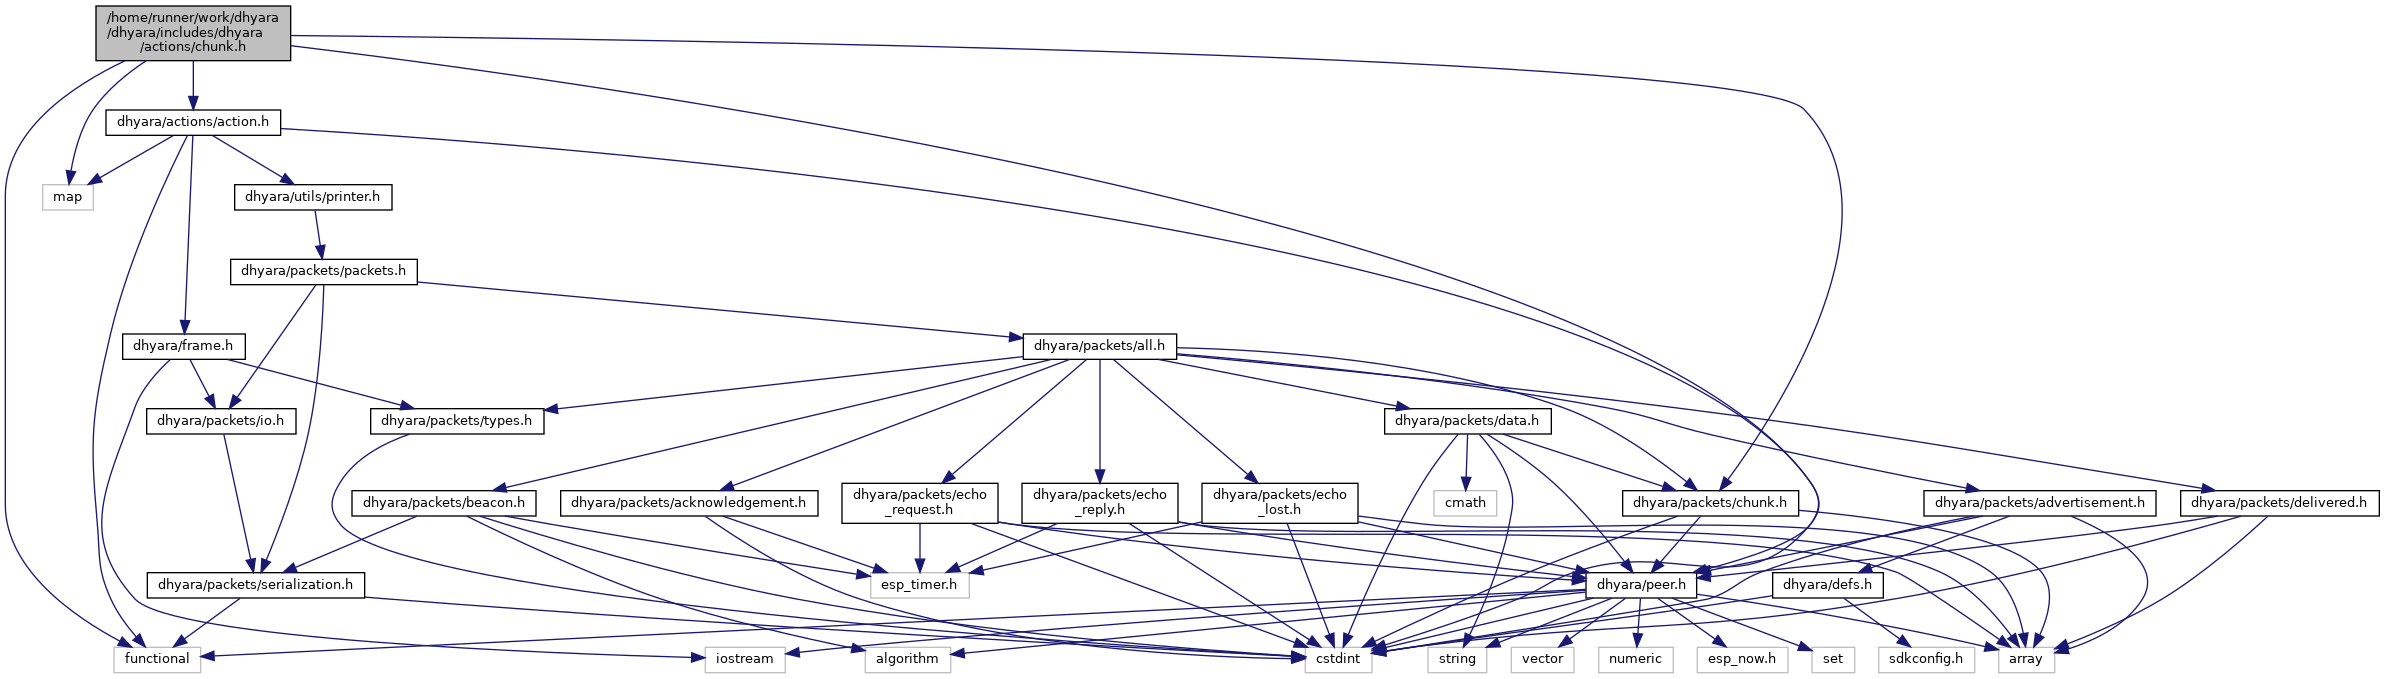 /home/runner/work/dhyara
/dhyara/includes/dhyara
/actions/chunk.h
dhyara/actions/action.h
map
dhyara/utils/printer.h
dhyara/packets/packets.h
dhyara/frame.h
dhyara/packets/all.h
dhyara/packets/io.h
dhyara/packets/types.h
dhyara/packets/data.h
dhyara/packets/beacon.h
dhyara/packets/acknowledgement.h
dhyara/packets/echo
_request.h
dhyara/packets/echo
_reply.h
dhyara/packets/echo
_lost.h
cmath
dhyara/packets/chunk.h
dhyara/packets/advertisement.h
dhyara/packets/delivered.h
dhyara/packets/serialization.h
esp_timer.h
dhyara/peer.h
dhyara/defs.h
functional
iostream
algorithm
cstdint
string
vector
numeric
esp_now.h
set
sdkconfig.h
array